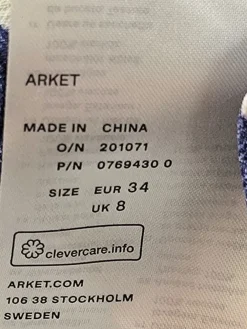 ARKET
MADE IN CHINA
O/N 201071
P/N 0769430 0
SIZE EUR 34
UK 8
clevercare.info
ARKET.COM
106 38 STOCKHOLM
SWEDEN